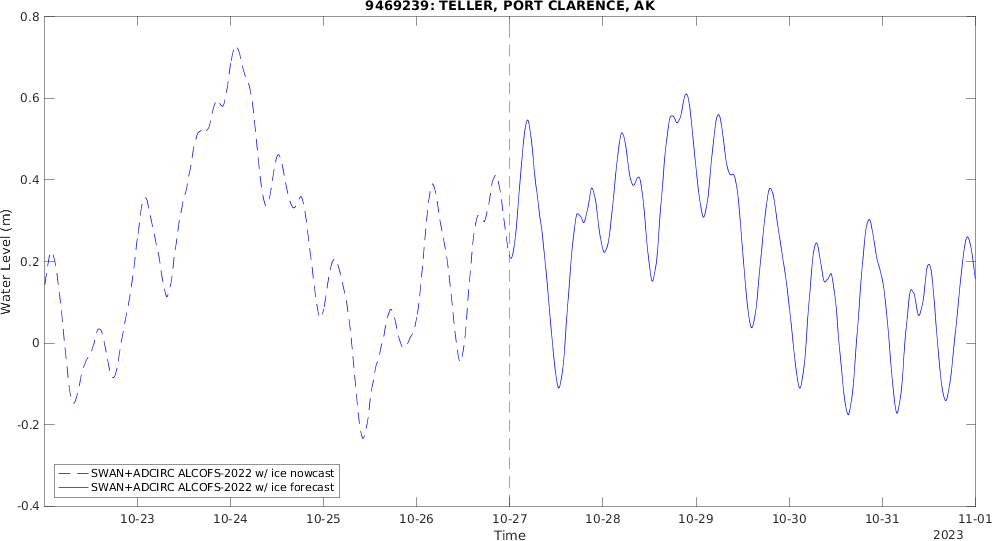 9469239: TELLER, PORT CLARENCE, AK
0.8
0.6
0.4
0.2
0
-0.2
-0.4
Water Level (m)
SWAN+ADCIRC ALCOFS-2022 w/ ice nowcast
SWAN+ADCIRC ALCOFS-2022 w/ ice forecast
10-23 10-24 10-25 10-26 10-27 10-28 10-29 10-30 10-31 11-01
Time
2023